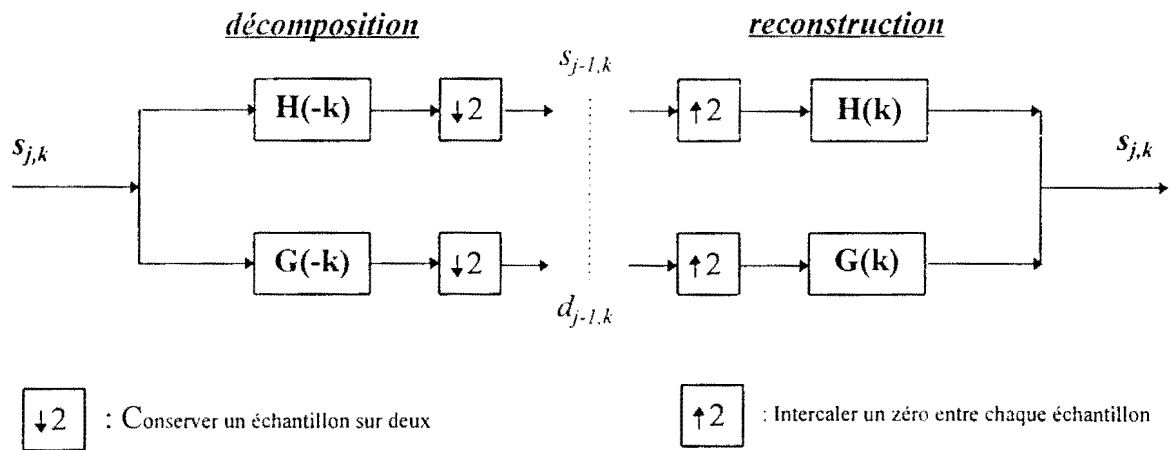 décomposition
reconstruction
s_{j-1,k}
H(-k)
↓2
↑2
H(k)
s_{j,k}
s_{j,k}
G(-k)
↓2
↑2
G(k)
d_{j-1,k}
↓2 : Conserver un échantillon sur deux
↑2 : Intercaler un zéro entre chaque échantillon